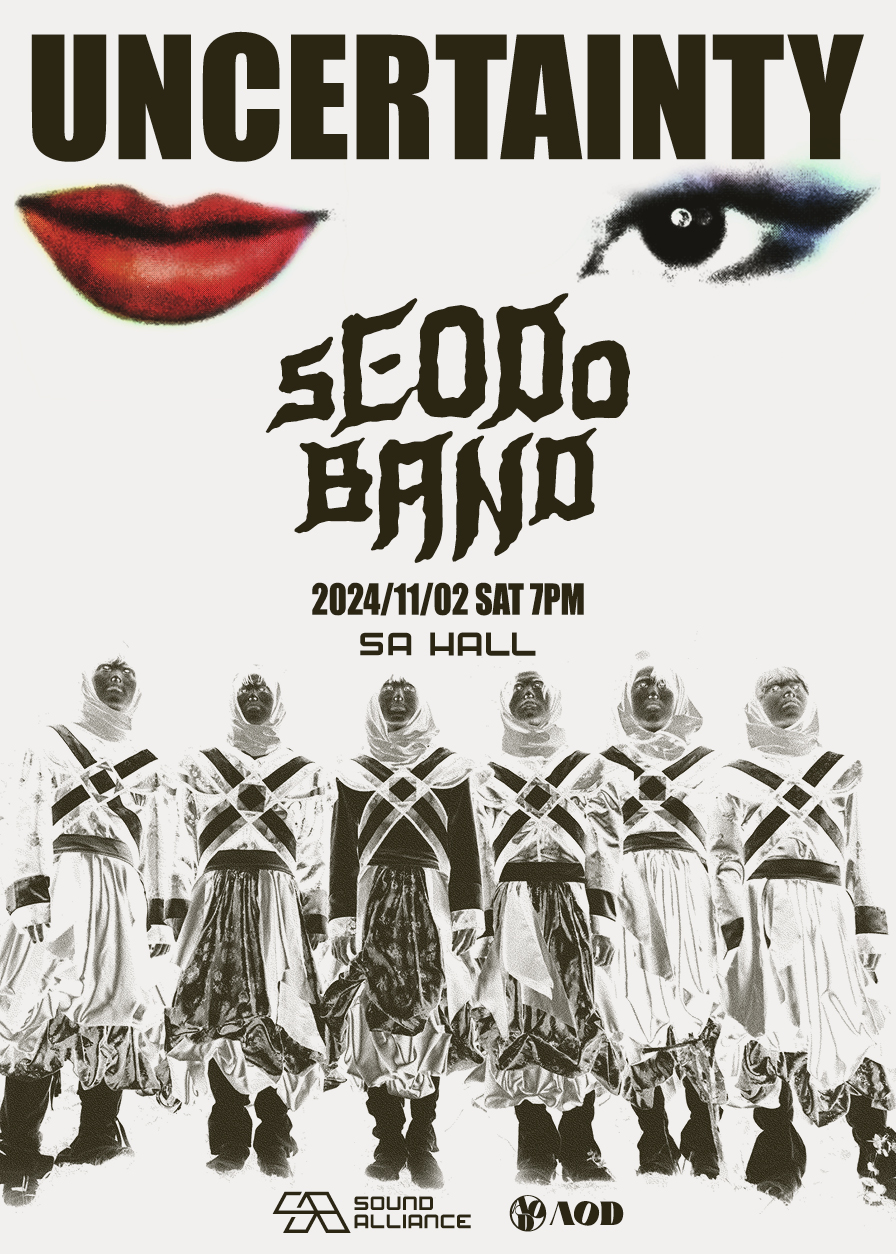 UNCERTAINTY
SEODO
BAND
2024/11/02 SAT 7PM
SA HALL
SOUND
ALLIANCE
AOD